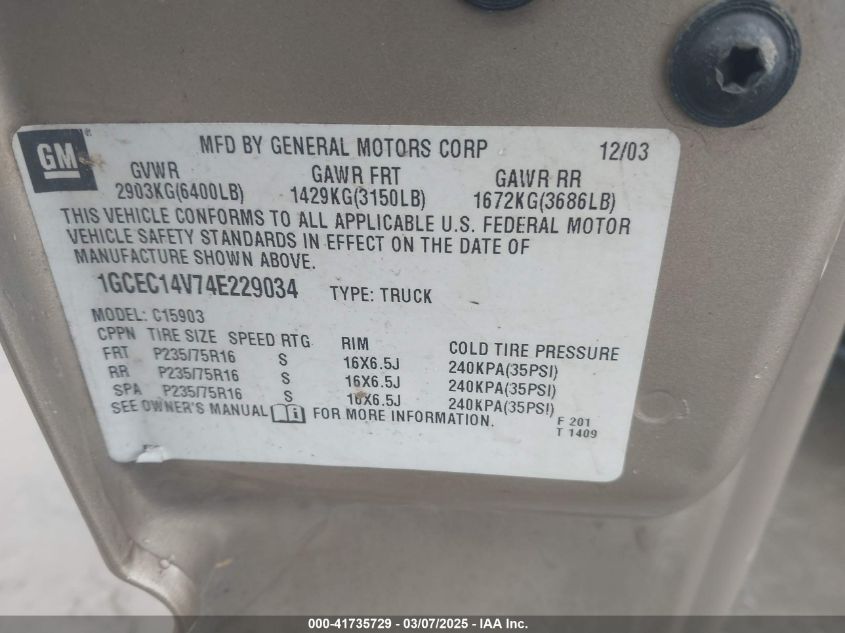 GM
MFD BY GENERAL MOTORS CORP 12/03
GVWR GAWR FRT GAWR RR
2903KG(6400LB) 1429KG(3150LB) 1672KG(3686LB)
THIS VEHICLE CONFORMS TO ALL APPLICABLE U.S. FEDERAL MOTOR
VEHICLE SAFETY STANDARDS IN EFFECT ON THE DATE OF
MANUFACTURE SHOWN ABOVE.
1GCEC14V74E229034 TYPE: TRUCK
MODEL: C15903
CPPN TIRE SIZE SPEED RTG RIM COLD TIRE PRESSURE
FRT P235/75R16 S 16X6.5J 240KPA(35PSI)
RR P235/75R16 S 16X6.5J 240KPA(35PSI)
SPA P235/75R16 S 16X6.5J 240KPA(35PSI)
SEE OWNER'S MANUAL FOR MORE INFORMATION.
F 201
T 1409
000-41735729 - 03/07/2025 - IAA Inc.